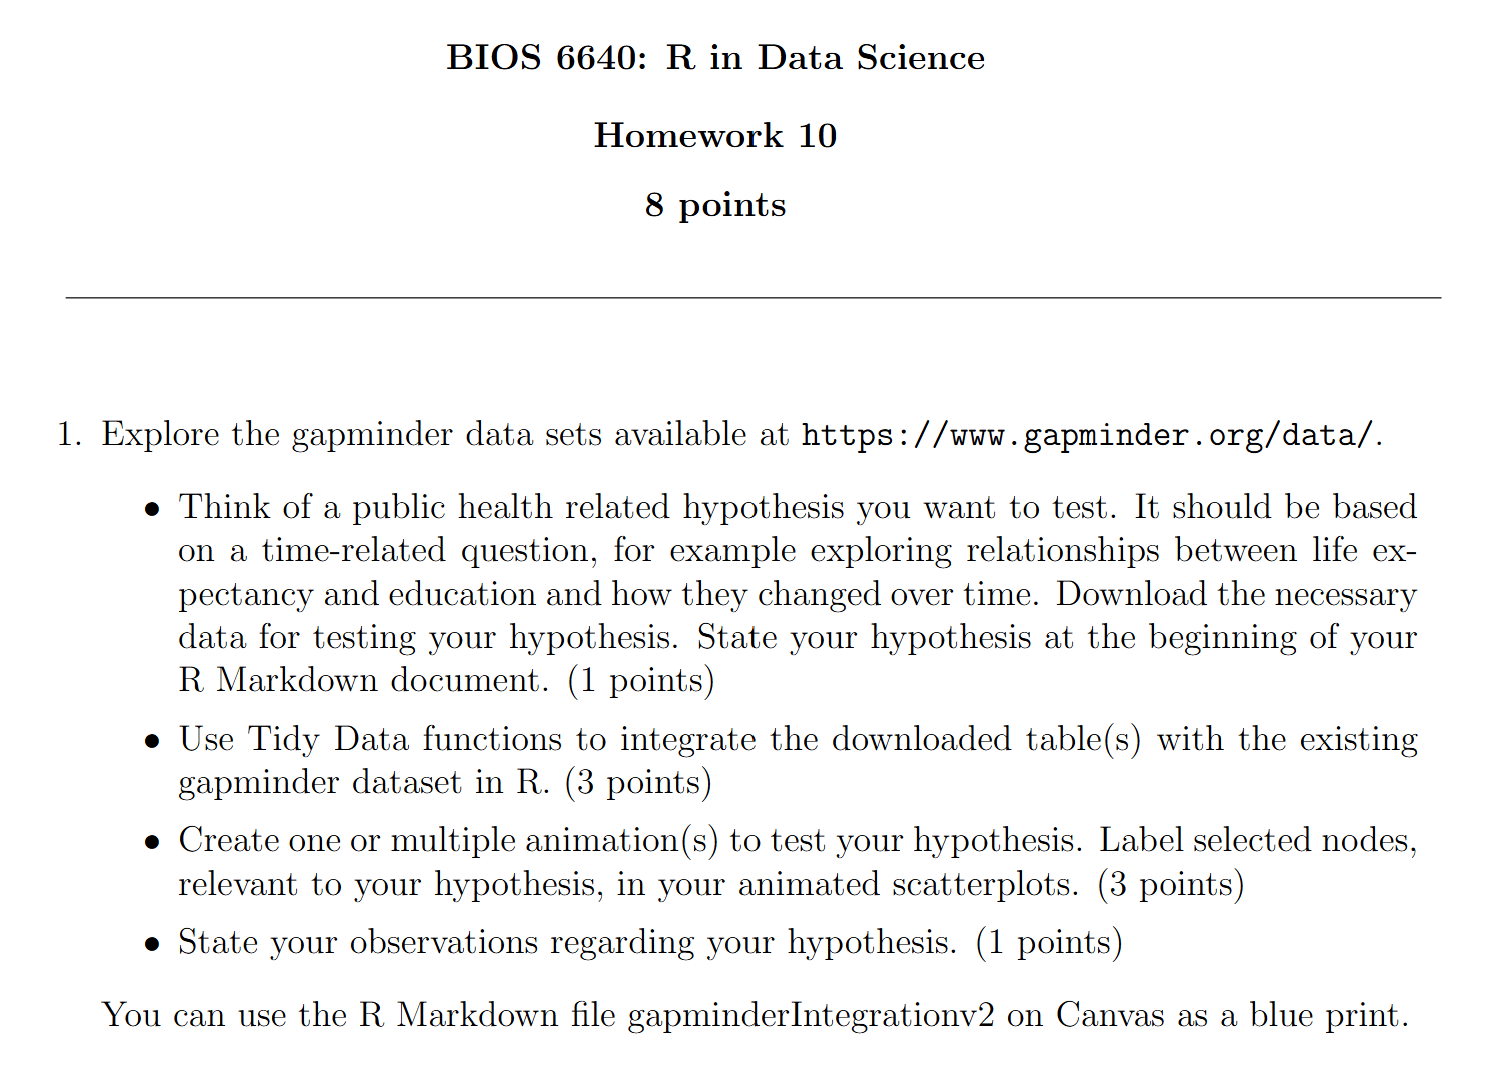 BIOS 6640: R in Data Science
Homework 10
8 points
1. Explore the gapminder data sets available at https://www.gapminder.org/data/.
• Think of a public health related hypothesis you want to test. It should be based
on a time-related question, for example exploring relationships between life ex-
pectancy and education and how they changed over time. Download the necessary
data for testing your hypothesis. State your hypothesis at the beginning of your
R Markdown document. (1 points)
• Use Tidy Data functions to integrate the downloaded table(s) with the existing
gapminder dataset in R. (3 points)
• Create one or multiple animation(s) to test your hypothesis. Label selected nodes,
relevant to your hypothesis, in your animated scatterplots. (3 points)
• State your observations regarding your hypothesis. (1 points)
You can use the R Markdown file gapminderIntegrationv2 on Canvas as a blue print.